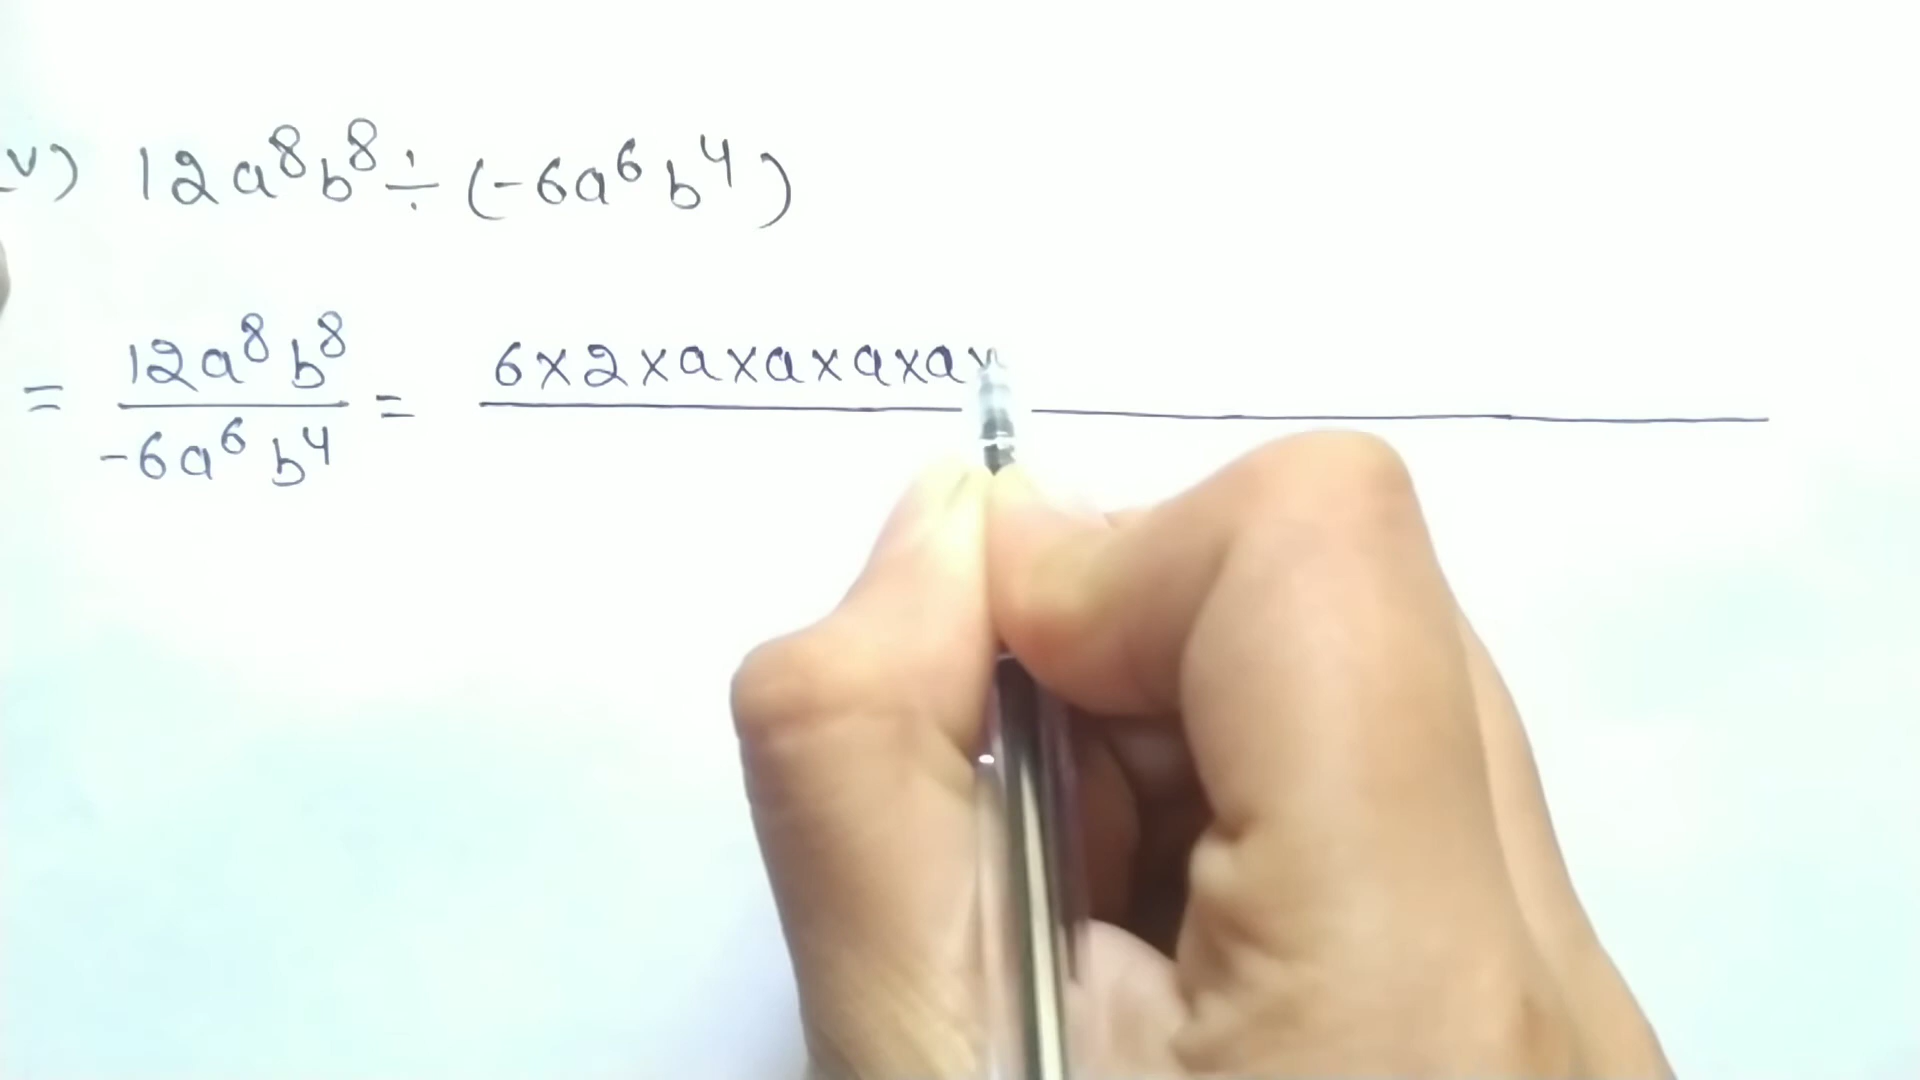 v) 12a⁸b⁸ ÷ (-6a⁶b⁴)
= 12a⁸b⁸ / -6a⁶b⁴ = 6×2×a×a×a×a×